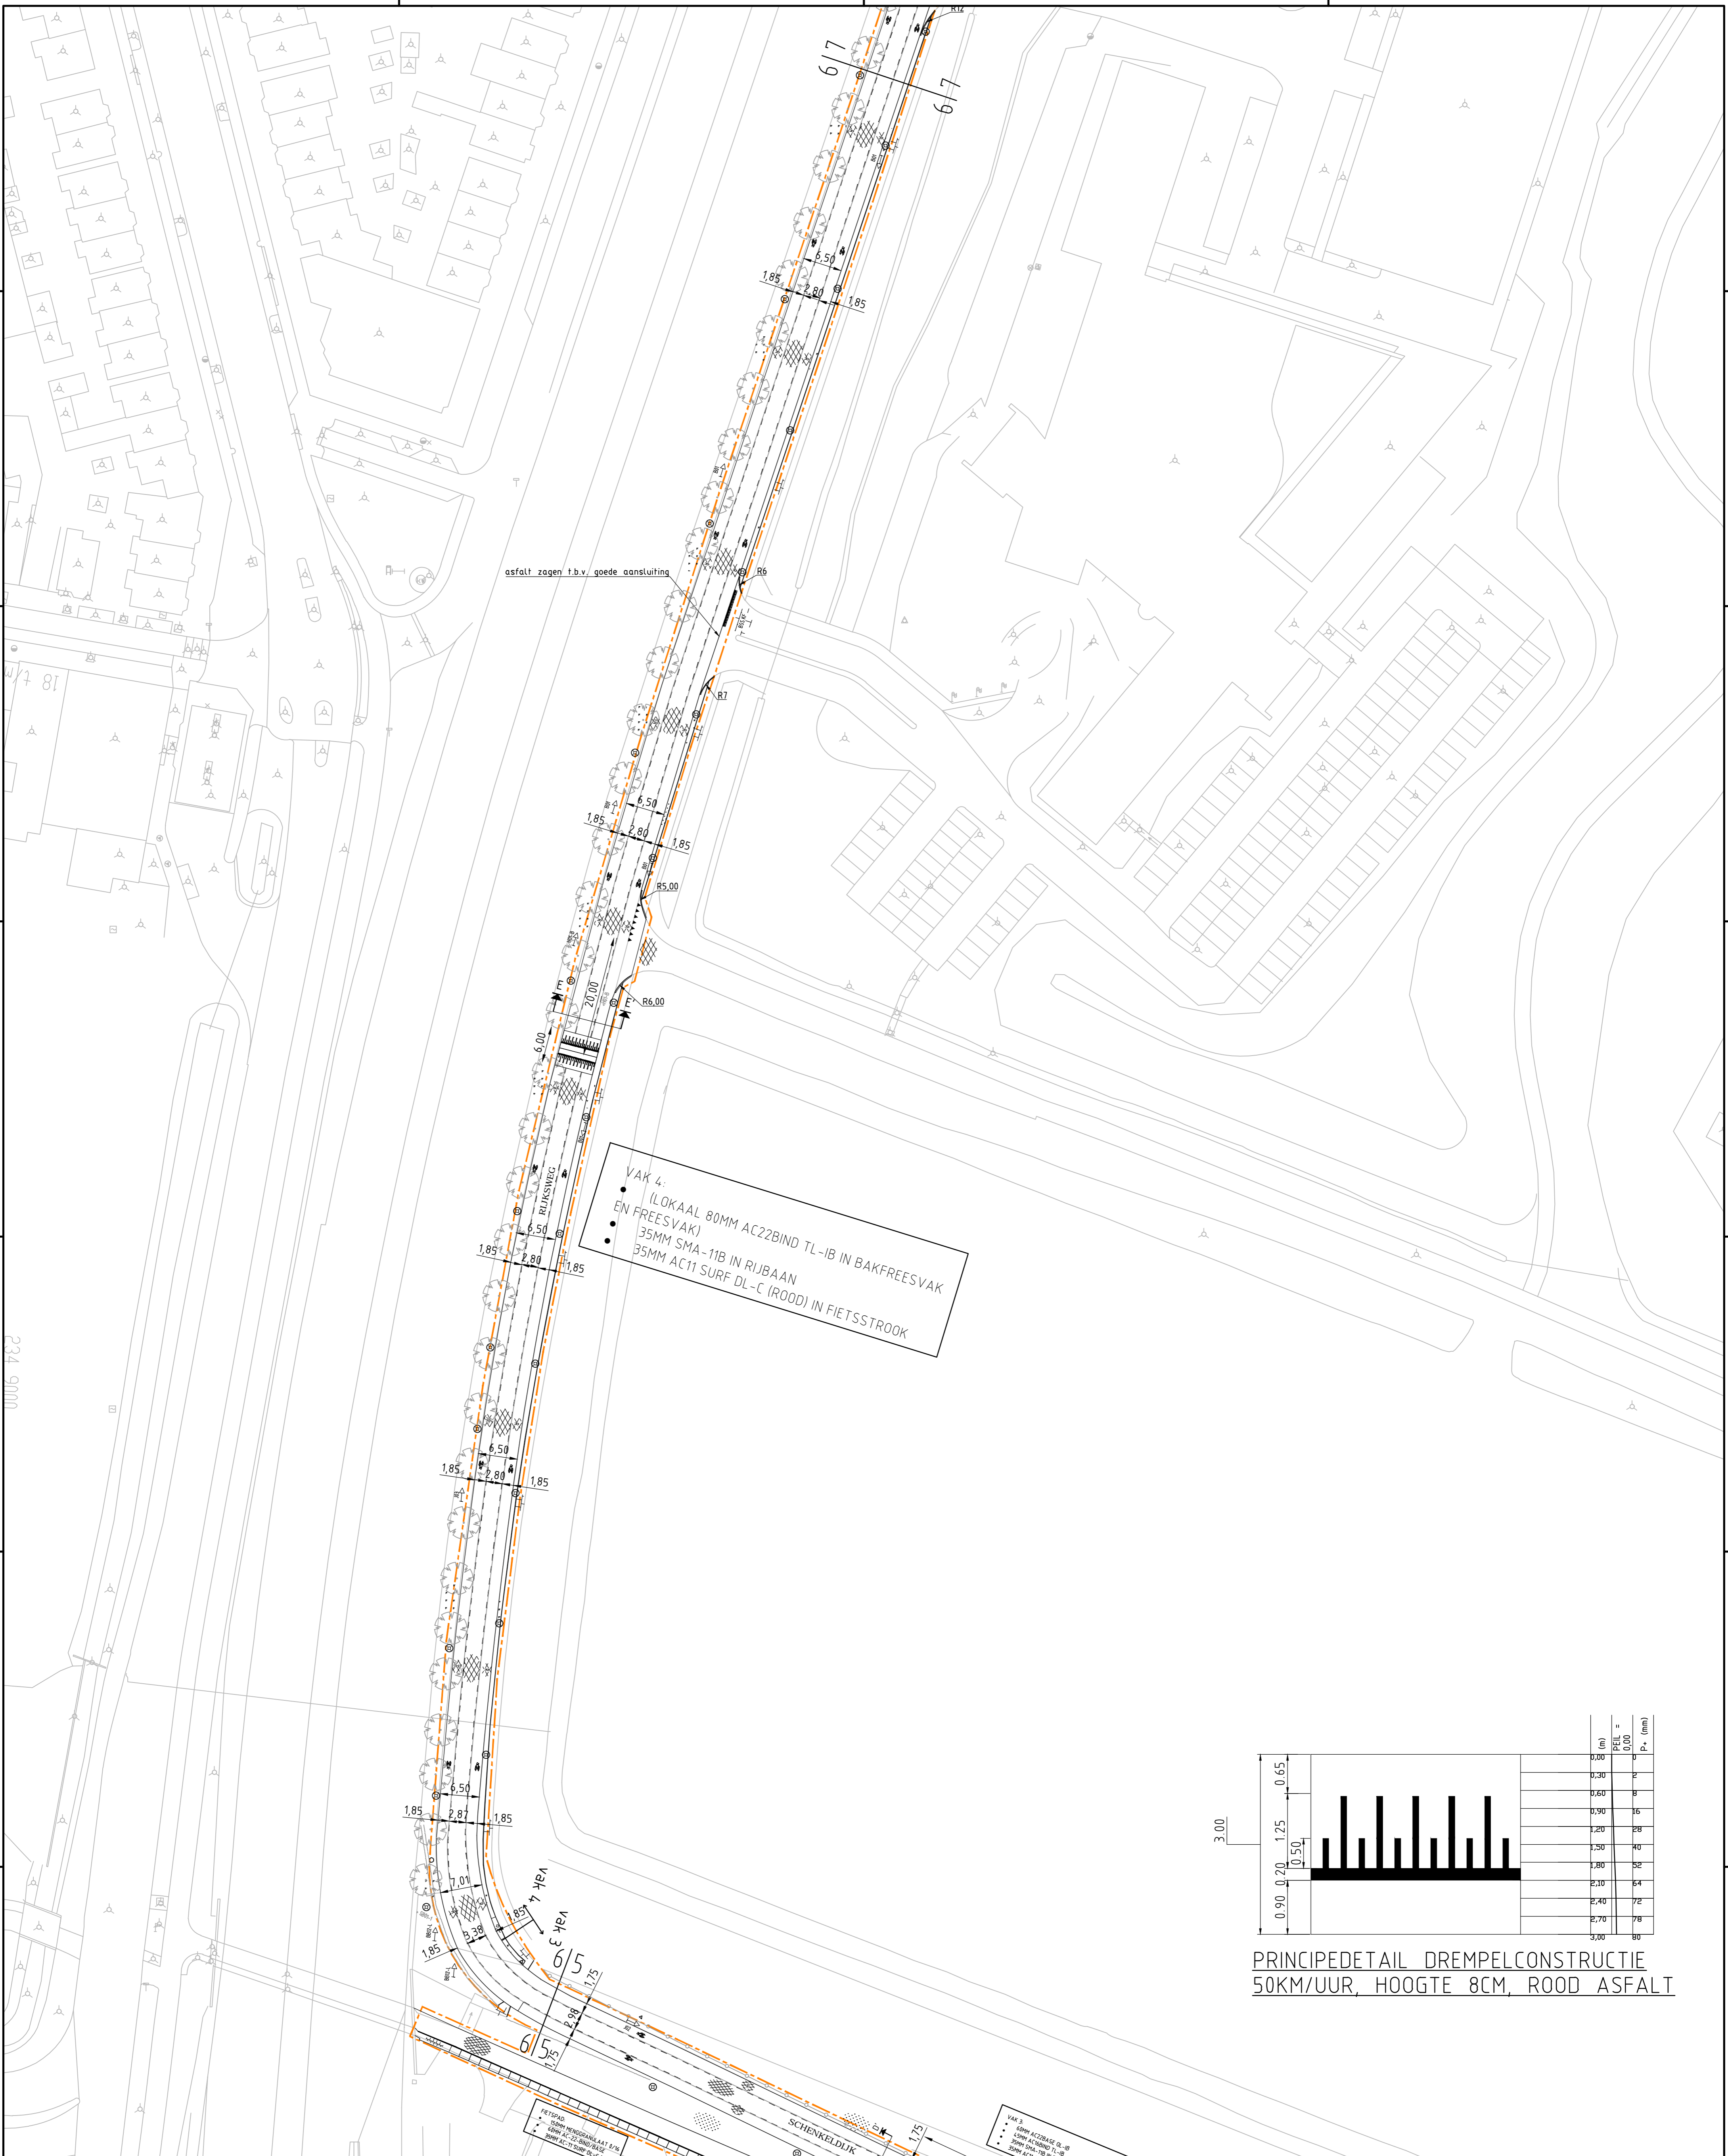 R12
6/7
6/7
6,50
1,85
2,80
1,85
asfalt zagen t.b.v. goede aansluiting
R6
R7
18 t/m
6,50
1,85
2,80
1,85
R5,00
E
20,00
E'
R6,00
6,00
RIJKSWEG
VAK 4:
• (LOKAAL 80MM AC22BIND TL-IB IN BAKFREESVAK
EN FREESVAK)
• 35MM SMA-11B IN RIJBAAN
• 35MM AC11 SURF DL-C (ROOD) IN FIETSSTROOK
6,50
1,85
2,80
1,85
6,50
1,85
2,80
1,85
6,50
1,85
2,87
1,85
7,01
1,85
3,38
1,85
vak 4
vak 3
6/5
6/5
1,75
2,98
1,75
SCHENKELDIJK
1,75
FIETSPAD:
VAK 3:
3.00
0.65
1.25
0.50
0.20
0.90
(m)
PEIL =
0.00
P+ (mm)
0,00 0
0,30 2
0,60 8
0,90 16
1,20 28
1,50 40
1,80 52
2,10 64
2,40 72
2,70 78
3,00 80
PRINCIPEDETAIL DREMPELCONSTRUCTIE
50KM/UUR, HOOGTE 8CM, ROOD ASFALT